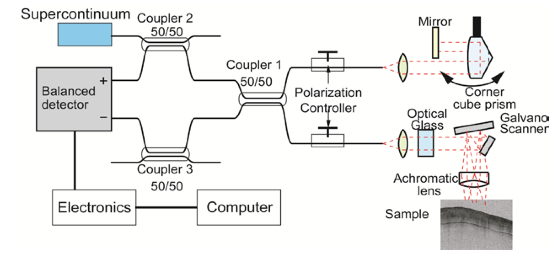 Supercontinuum
Coupler 2
50/50
Mirror
Coupler 1
50/50
+
Balanced
detector
−
Polarization
Controller
Corner
cube prism
Optical
Glass
Galvano
Scanner
Coupler 3
50/50
Achromatic
lens
Electronics
Computer
Sample